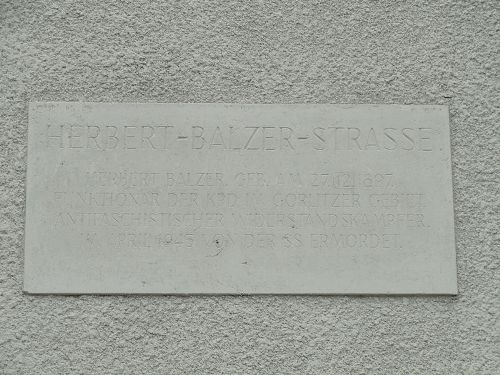 HERBERT-BALZER-STRASSE
HERBERT BALZER, GEB. AM 27.12.1897.
FUNKTIONÄR DER KPD IM GÖRLITZER GEBIET.
ANTIFASCHISTISCHER WIDERSTANDSKÄMPFER.
IM APRIL 1945 VON DER SS ERMORDET.